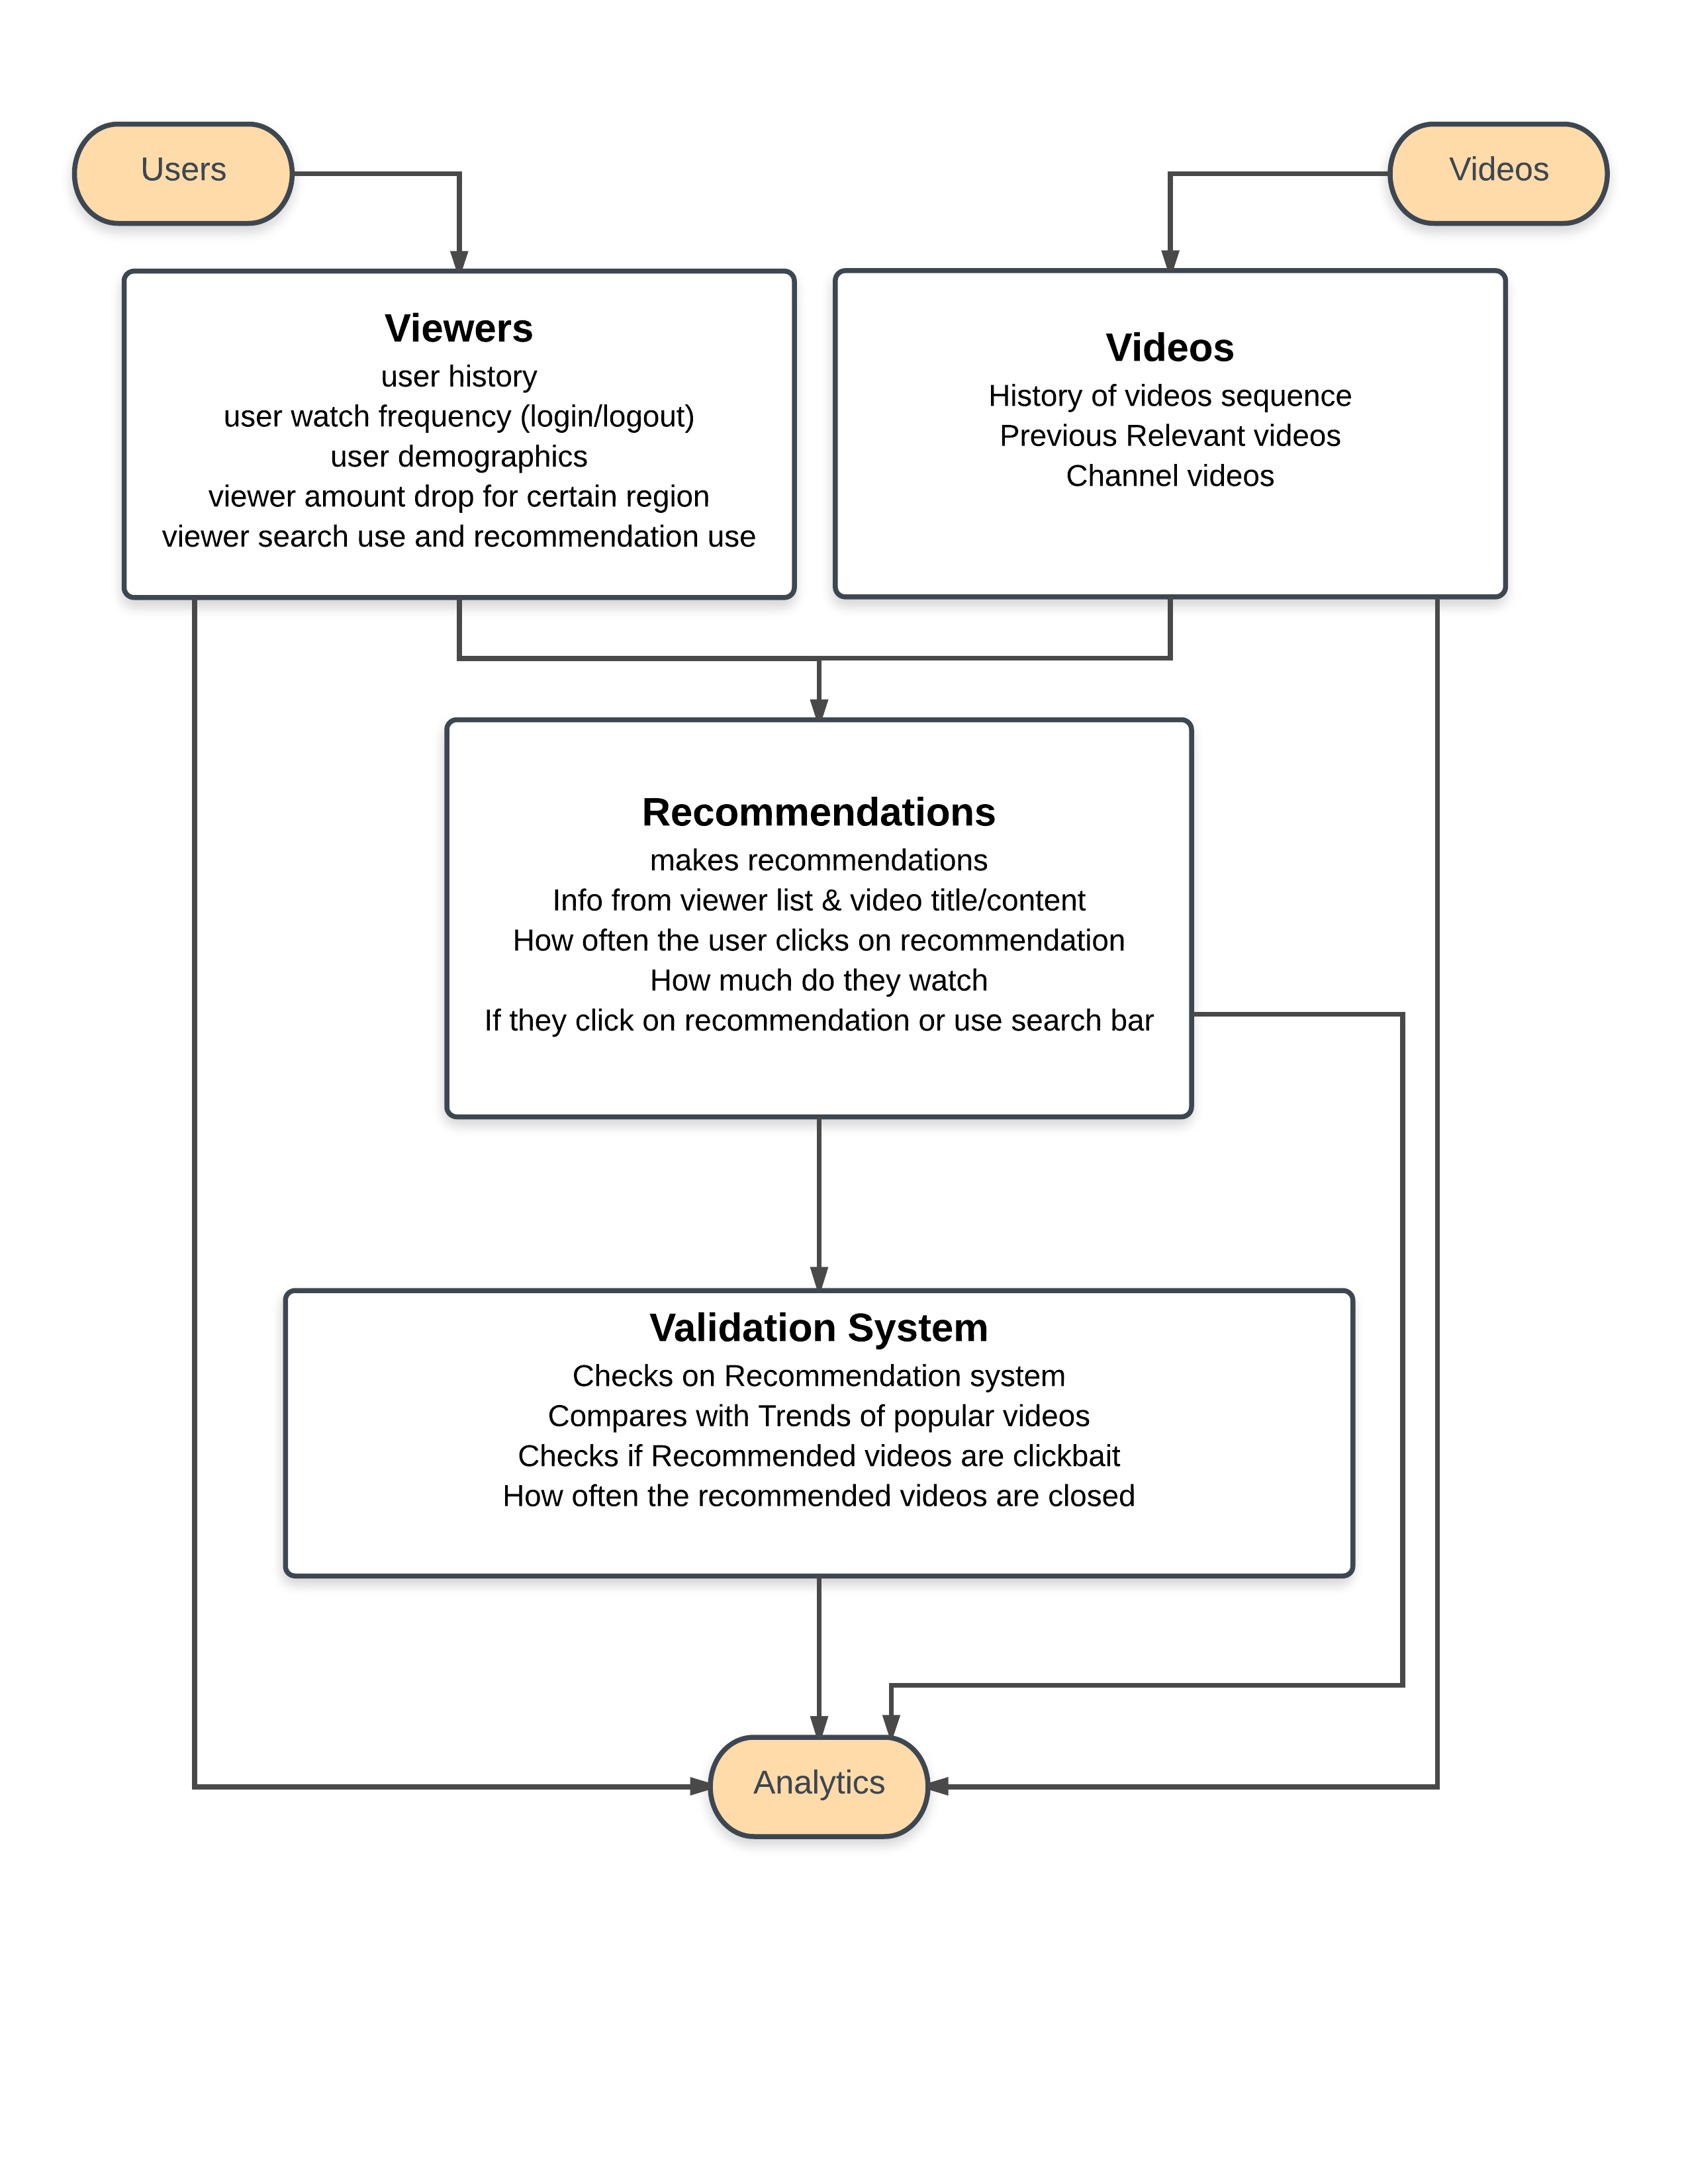 Users
Videos
Viewers
user history
user watch frequency (login/logout)
user demographics
viewer amount drop for certain region
viewer search use and recommendation use
Videos
History of videos sequence
Previous Relevant videos
Channel videos
Recommendations
makes recommendations
Info from viewer list & video title/content
How often the user clicks on recommendation
How much do they watch
If they click on recommendation or use search bar
Validation System
Checks on Recommendation system
Compares with Trends of popular videos
Checks if Recommended videos are clickbait
How often the recommended videos are closed
Analytics